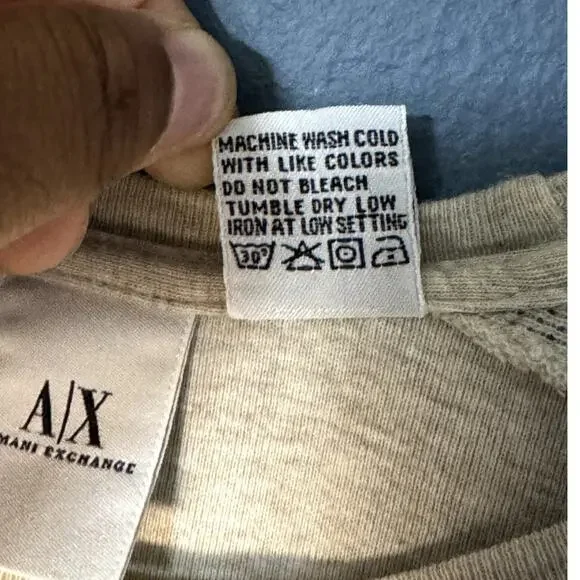 MACHINE WASH COLD
WITH LIKE COLORS
DO NOT BLEACH
TUMBLE DRY LOW
IRON AT LOW SETTING
30°
A|X
MANI EXCHANGE